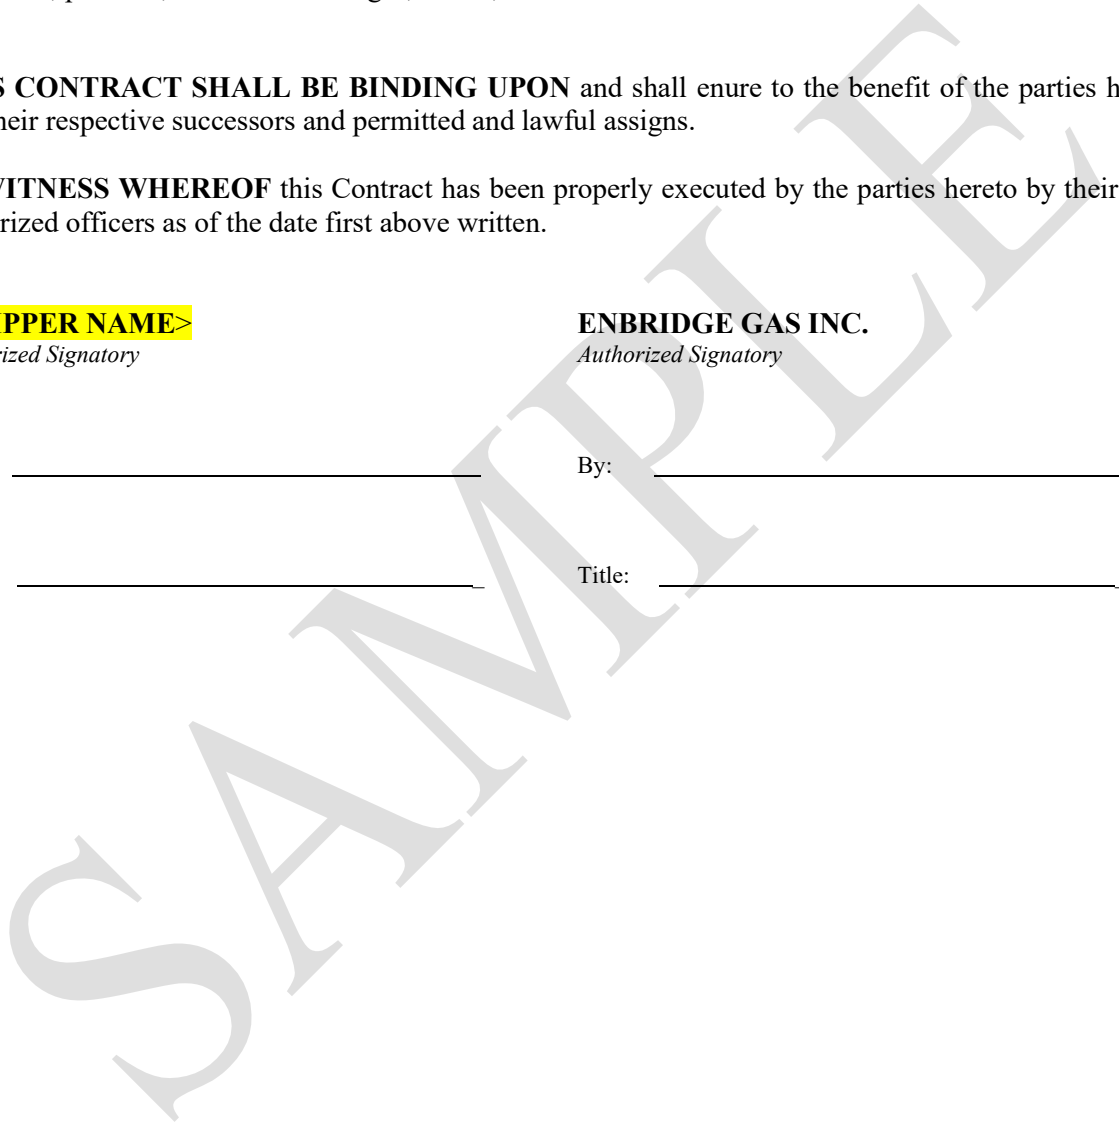 S CONTRACT SHALL BE BINDING UPON and shall enure to the benefit of the parties h
heir respective successors and permitted and lawful assigns.
VITNESS WHEREOF this Contract has been properly executed by the parties hereto by their
rized officers as of the date first above written.
IPPER NAME> ENBRIDGE GAS INC.
rized Signatory Authorized Signatory
By:
Title:
SAMPLE